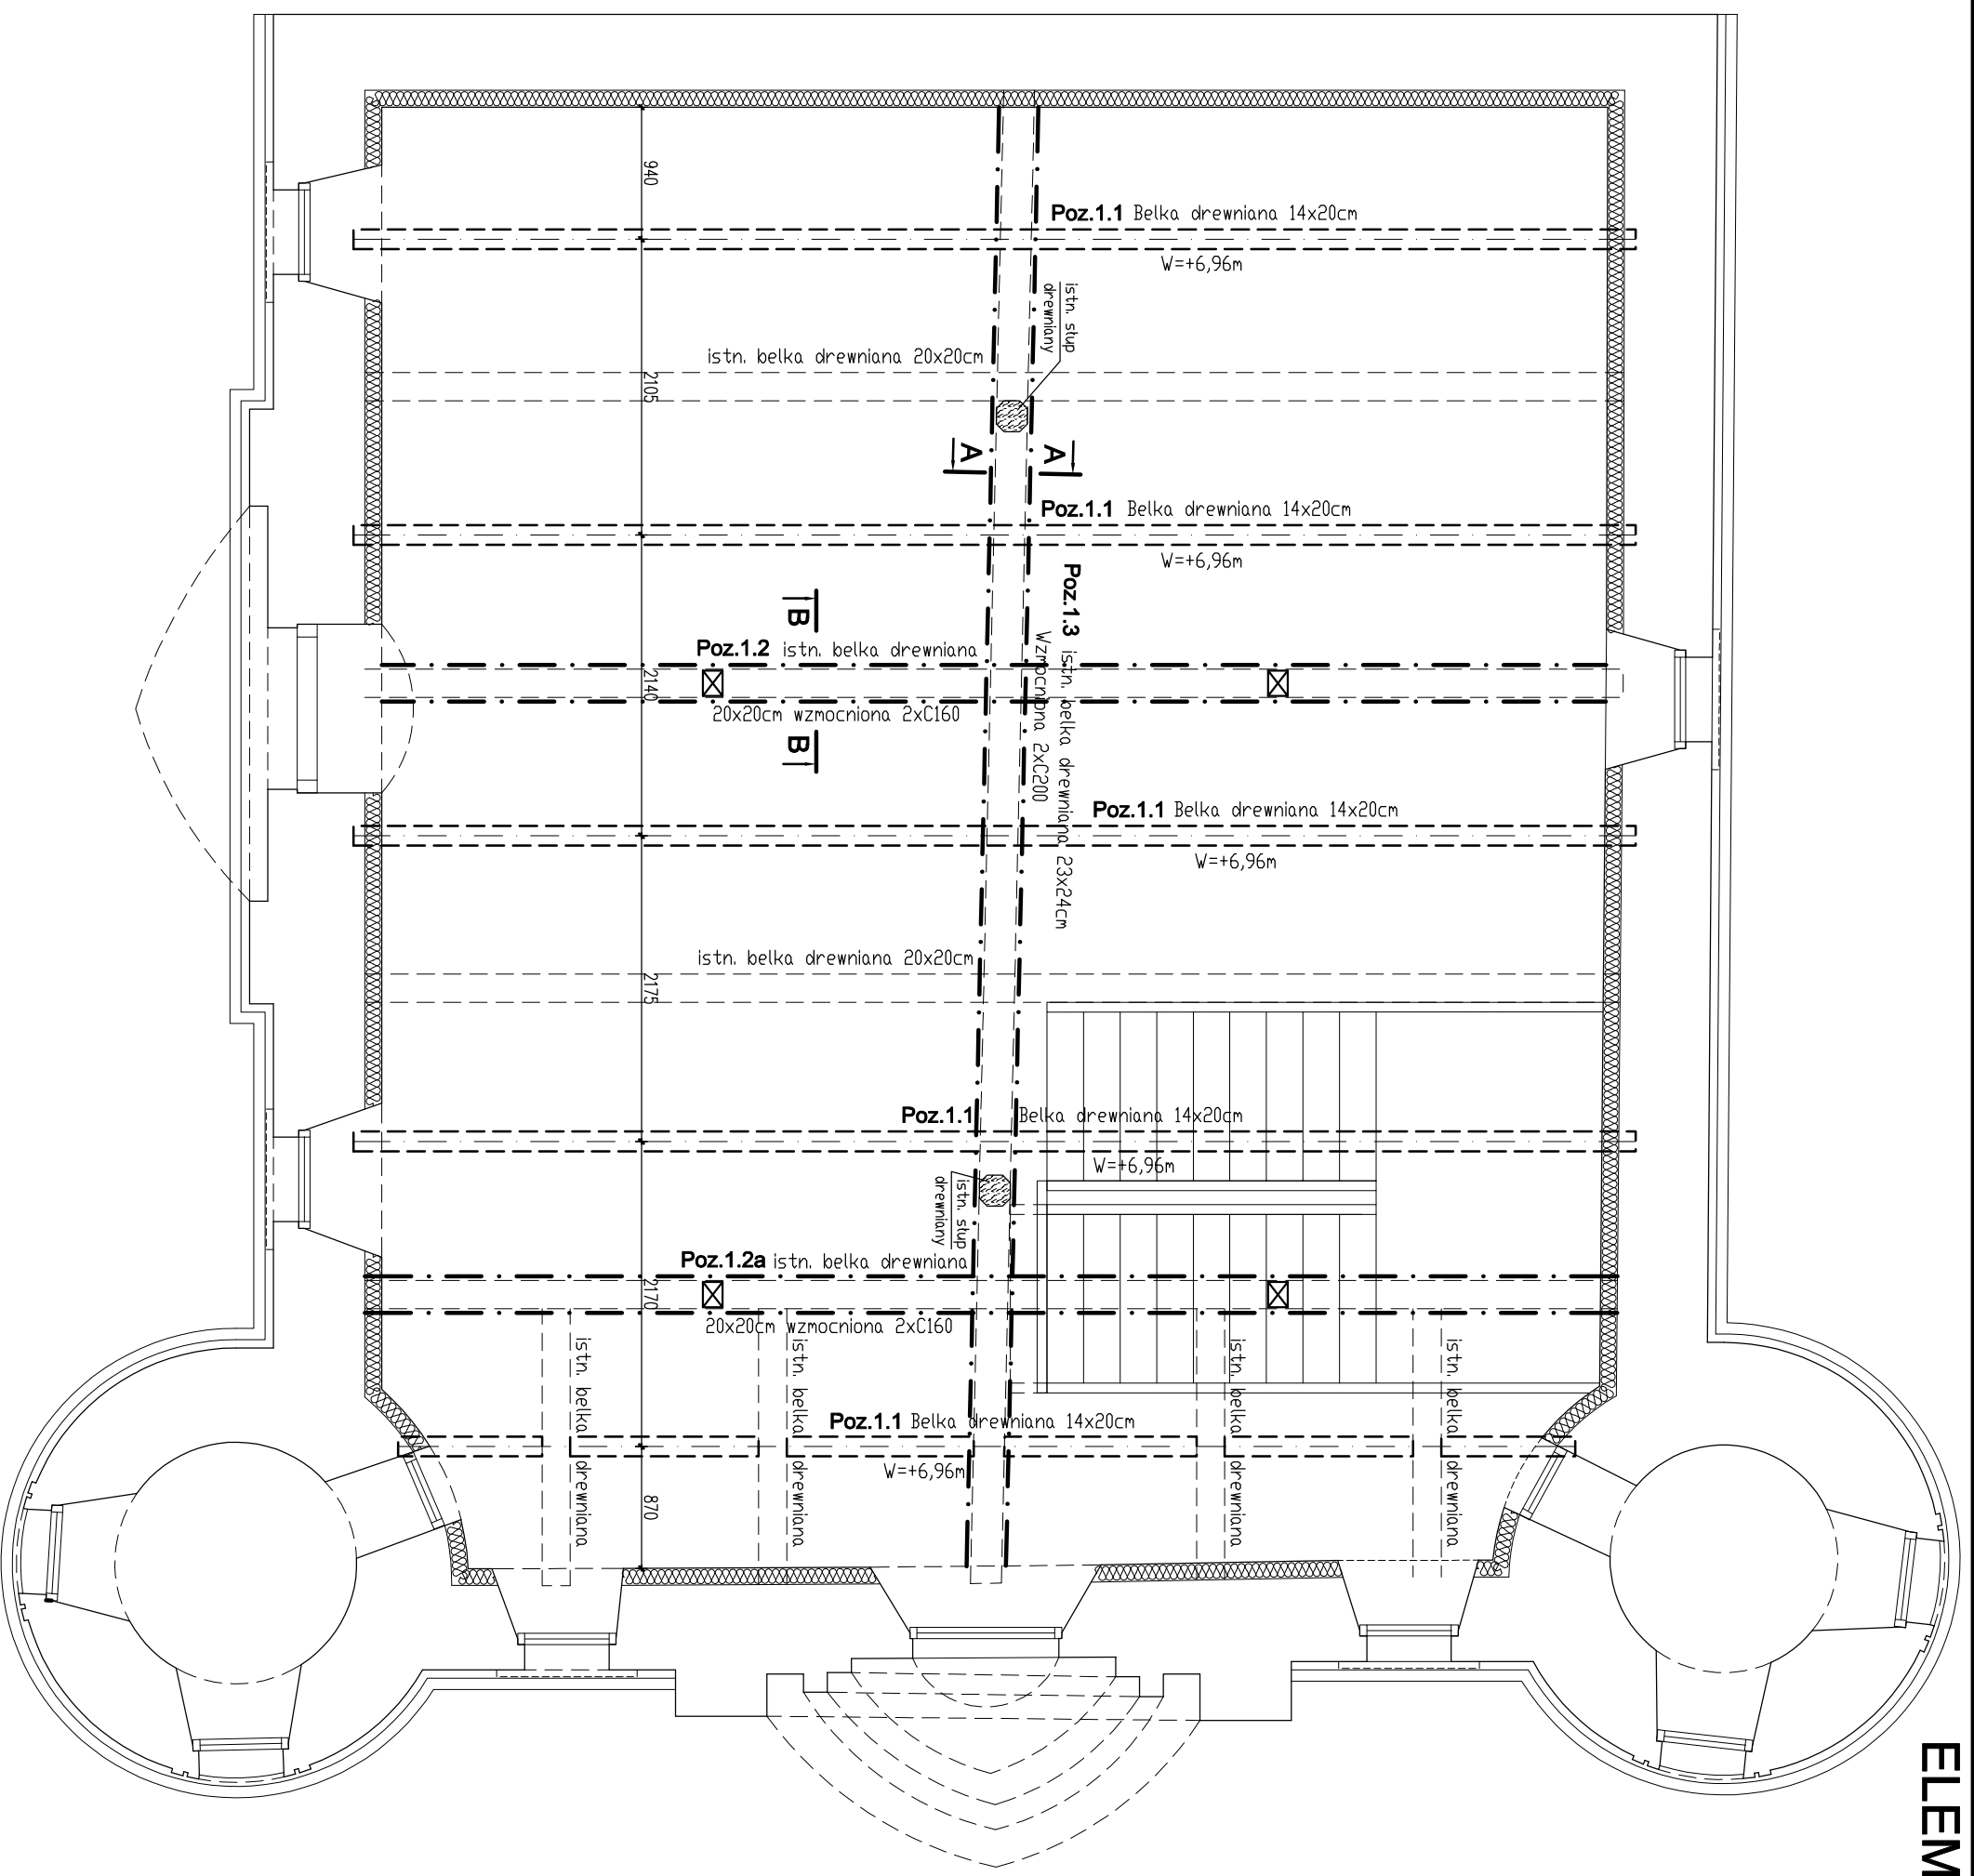 940
Poz.1.1 Belka drewniana 14x20cm
W=+6,96m
istn. słup
drewniany
istn. belka drewniana 20x20cm
2105
A
A
Poz.1.1 Belka drewniana 14x20cm
W=+6,96m
Poz.1.3 istn. belka drewniana 23x24cm
Wzmocniona 2xC200
B
Poz.1.2 istn. belka drewniana
2140
20x20cm wzmocniona 2xC160
B
Poz.1.1 Belka drewniana 14x20cm
W=+6,96m
istn. belka drewniana 20x20cm
2175
Poz.1.1 Belka drewniana 14x20cm
W=+6,96m
istn. słup
drewniany
Poz.1.2a istn. belka drewniana
2170
20x20cm wzmocniona 2xC160
istn. belka drewniana
istn. belka drewniana
istn. belka drewniana
istn. belka drewniana
Poz.1.1 Belka drewniana 14x20cm
W=+6,96m
870
ELEM